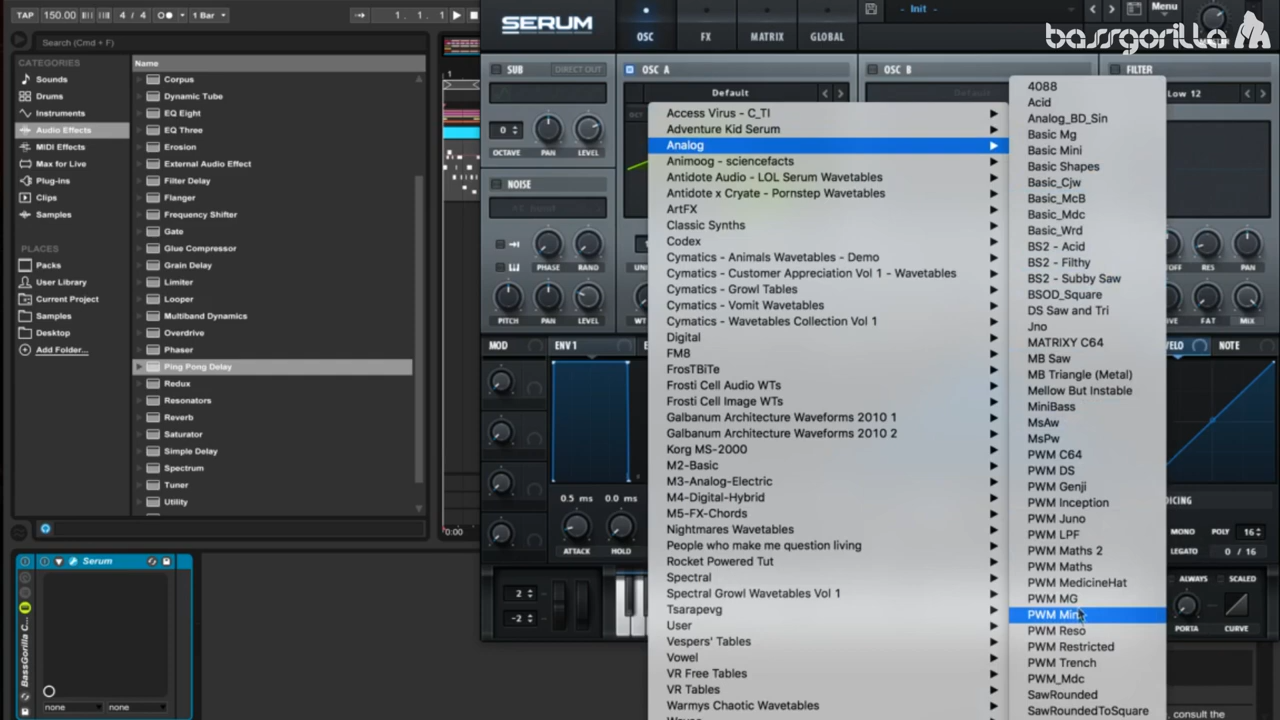 TAP 150.00 4 / 4 1 Bar 1. 1. 1
Search (Cmd + F)
CATEGORIES
Sounds
Drums
Instruments
Audio Effects
MIDI Effects
Max for Live
Plug-ins
Clips
Samples
PLACES
Packs
User Library
Current Project
Samples
Desktop
Add Folder...
Name
Corpus
Dynamic Tube
EQ Eight
EQ Three
Erosion
External Audio Effect
Filter Delay
Flanger
Frequency Shifter
Gate
Glue Compressor
Grain Delay
Limiter
Looper
Multiband Dynamics
Overdrive
Phaser
Ping Pong Delay
Redux
Resonators
Reverb
Saturator
Simple Delay
Spectrum
Tuner
Utility
1
0:00
SERUM
OSC FX MATRIX GLOBAL
- Init - Menu
bassgorilla
SUB DIRECT OUT
0
OCTAVE PAN LEVEL
NOISE
PHASE RAND
PITCH PAN LEVEL
OSC A
Default
OSC B
Default
FILTER
Low 12
RES PAN
FAT MIX
MOD ENV 1
VELO NOTE
0.5 ms 0.0 ms
ATTACK HOLD
MONO POLY 16
LEGATO 0 / 16
ALWAYS SCALED
PORTA CURVE
2
-2
Access Virus - C_TI
Adventure Kid Serum
Analog
Animoog - sciencefacts
Antidote Audio - LOL Serum Wavetables
Antidote x Cryate - Pornstep Wavetables
ArtFX
Classic Synths
Codex
Cymatics - Animals Wavetables - Demo
Cymatics - Customer Appreciation Vol 1 - Wavetables
Cymatics - Growl Tables
Cymatics - Vomit Wavetables
Cymatics - Wavetables Collection Vol 1
Digital
FM8
FrosTBiTe
Frosti Cell Audio WTs
Frosti Cell Image WTs
Galbanum Architecture Waveforms 2010 1
Galbanum Architecture Waveforms 2010 2
Korg MS-2000
M2-Basic
M3-Analog-Electric
M4-Digital-Hybrid
M5-FX-Chords
Nightmares Wavetables
People who make me question living
Rocket Powered Tut
Spectral
Spectral Growl Wavetables Vol 1
Tsarapevg
User
Vespers' Tables
Vowel
VR Free Tables
VR Tables
Warmys Chaotic Wavetables
4088
Acid
Analog_BD_Sin
Basic Mg
Basic Mini
Basic Shapes
Basic_Cjw
Basic_McB
Basic_Mdc
Basic_Wrd
BS2 - Acid
BS2 - Filthy
BS2 - Subby Saw
BSOD_Square
DS Saw and Tri
Jno
MATRIXY C64
MB Saw
MB Triangle (Metal)
Mellow But Instable
MiniBass
MsAw
MsPw
PWM C64
PWM DS
PWM Genji
PWM Inception
PWM Juno
PWM LPF
PWM Maths 2
PWM Maths
PWM MedicineHat
PWM MG
PWM Min
PWM Reso
PWM Restricted
PWM Trench
PWM_Mdc
SawRounded
SawRoundedToSquare
Serum
none none
consult the